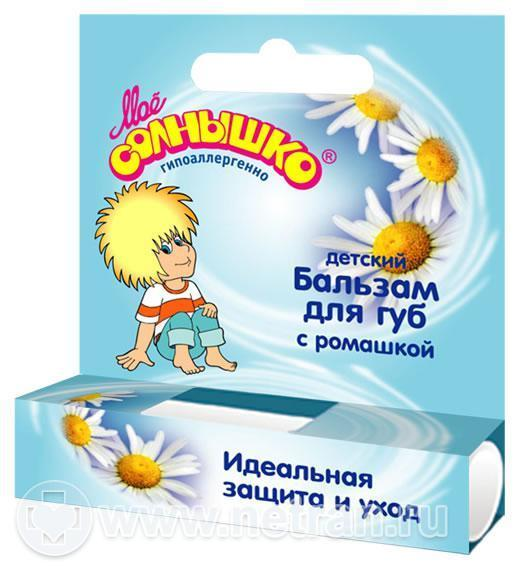 Моё
СОЛНЫШКО®
гипоаллергенно
детский
Бальзам
для губ
с ромашкой
Идеальная
защита и уход
www.netran.ru